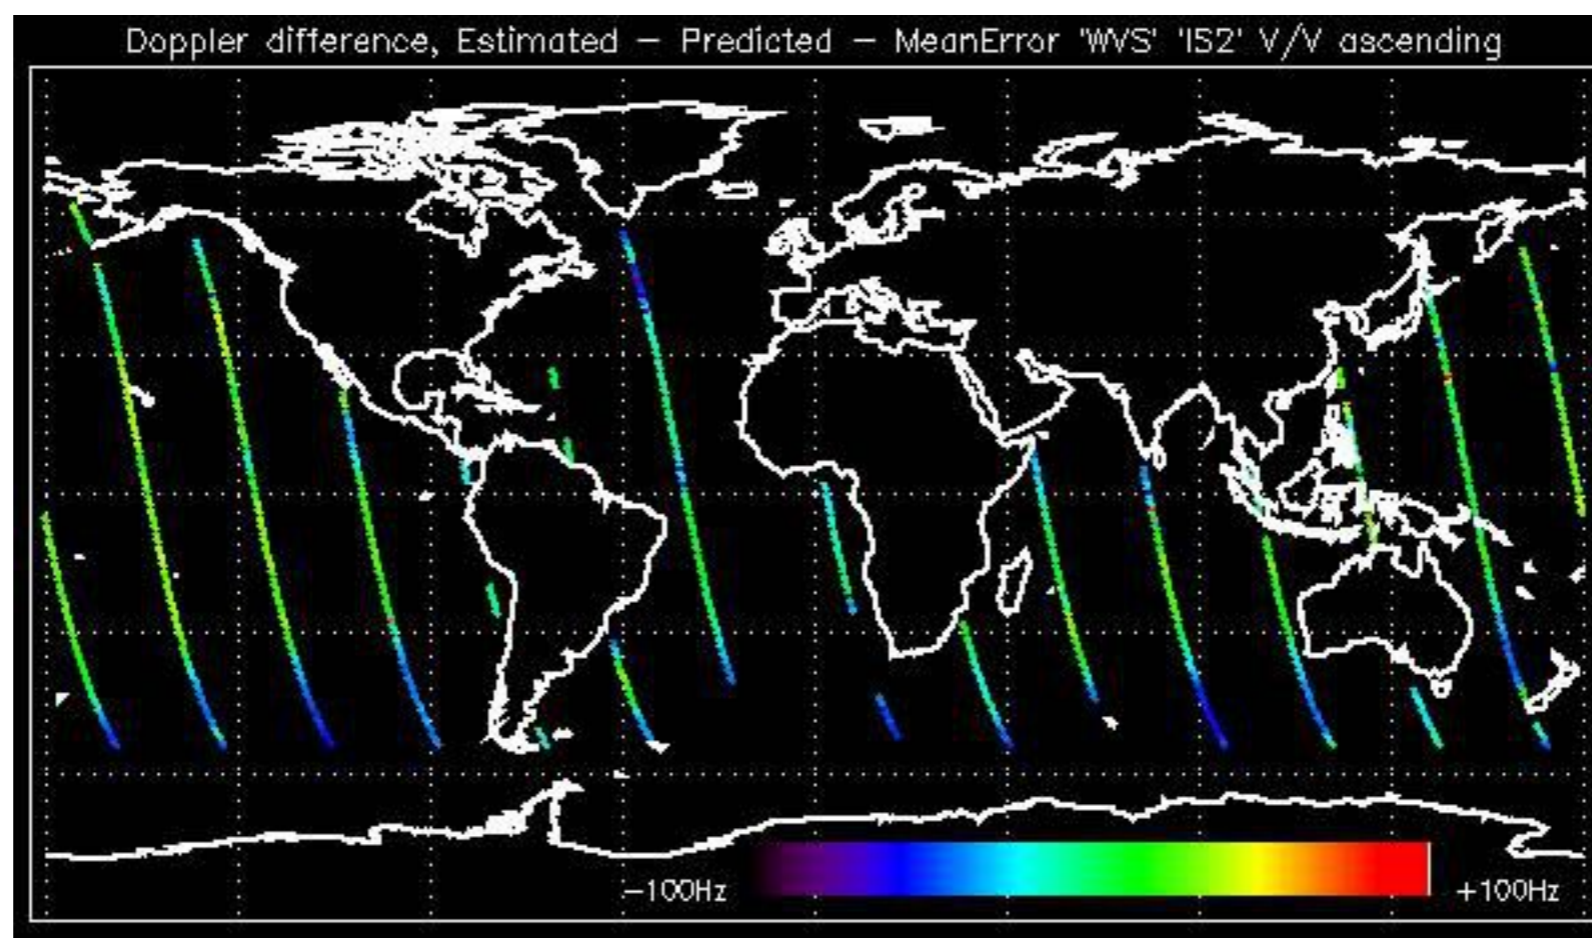 Doppler difference, Estimated – Predicted – MeanError 'WVS' 'IS2' V/V ascending
−100Hz +100Hz